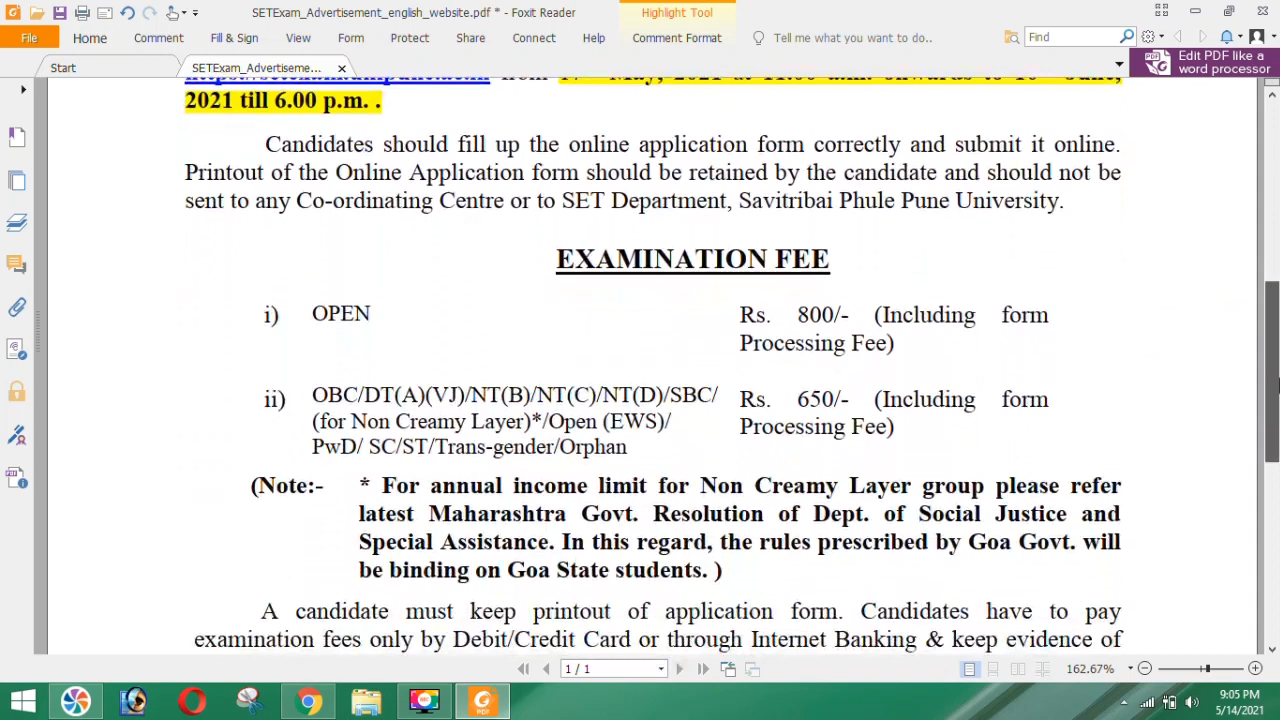 SETExam_Advertisement_english_website.pdf * - Foxit Reader
Highlight Tool
File Home Comment Fill & Sign View Form Protect Share Connect Help Comment Format Tell me what you want to do.. Find
Start SETExam_Advertiseme...
Edit PDF like a
word processor
2021 till 6.00 p.m. .
Candidates should fill up the online application form correctly and submit it online.
Printout of the Online Application form should be retained by the candidate and should not be
sent to any Co-ordinating Centre or to SET Department, Savitribai Phule Pune University.
EXAMINATION FEE
i) OPEN Rs. 800/- (Including form
Processing Fee)
ii) OBC/DT(A)(VJ)/NT(B)/NT(C)/NT(D)/SBC/ Rs. 650/- (Including form
(for Non Creamy Layer)*/Open (EWS)/ Processing Fee)
PwD/ SC/ST/Trans-gender/Orphan
(Note:- * For annual income limit for Non Creamy Layer group please refer
latest Maharashtra Govt. Resolution of Dept. of Social Justice and
Special Assistance. In this regard, the rules prescribed by Goa Govt. will
be binding on Goa State students. )
A candidate must keep printout of application form. Candidates have to pay
examination fees only by Debit/Credit Card or through Internet Banking & keep evidence of
1 / 1
162.67%
9:05 PM
5/14/2021